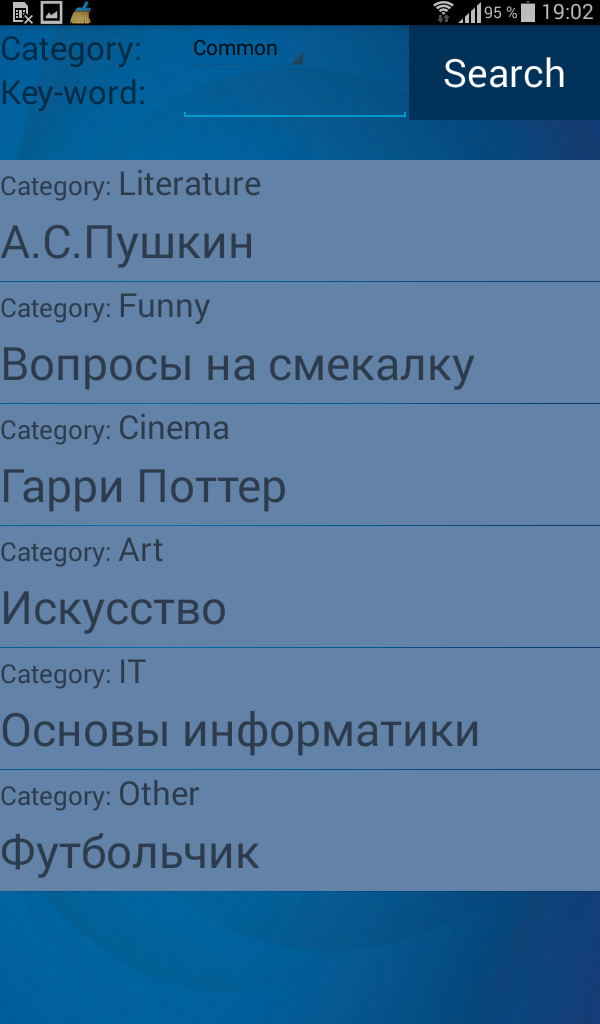 95 % 19:02
Category: Common
Search
Key-word:
Category: Literature
А.С.Пушкин
Category: Funny
Вопросы на смекалку
Category: Cinema
Гарри Поттер
Category: Art
Искусство
Category: IT
Основы информатики
Category: Other
Футбольчик